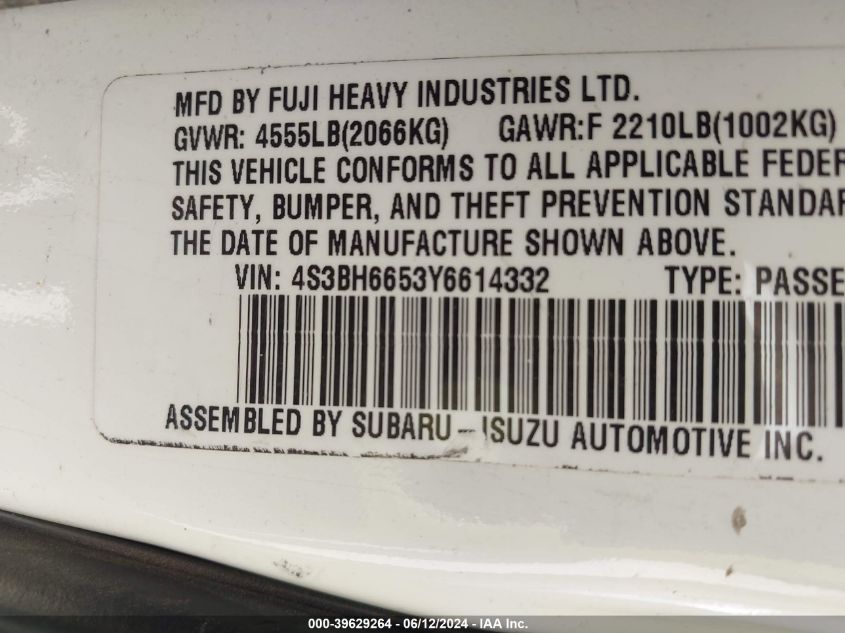 MFD BY FUJI HEAVY INDUSTRIES LTD.
GVWR: 4555LB(2066KG) GAWR:F 2210LB(1002KG)
THIS VEHICLE CONFORMS TO ALL APPLICABLE FEDER
SAFETY, BUMPER, AND THEFT PREVENTION STANDAR
THE DATE OF MANUFACTURE SHOWN ABOVE.
VIN: 4S3BH6653Y6614332 TYPE: PASSE
ASSEMBLED BY SUBARU-ISUZU AUTOMOTIVE INC.
000-39629264 - 06/12/2024 - IAA Inc.